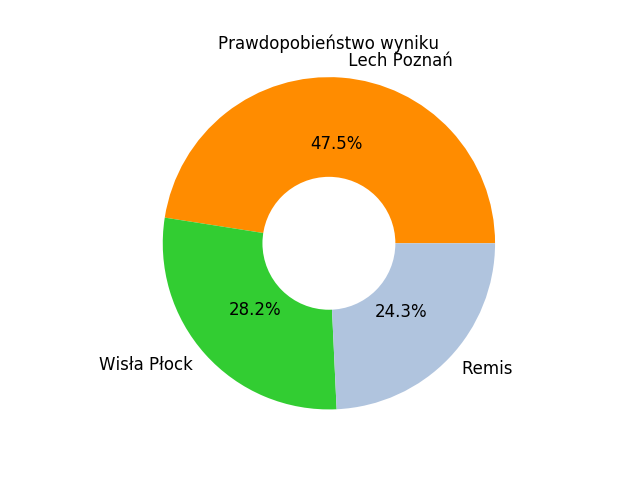 Prawdopobieństwo wyniku
Lech Poznań
47.5%
28.2%
24.3%
Wisła Płock
Remis